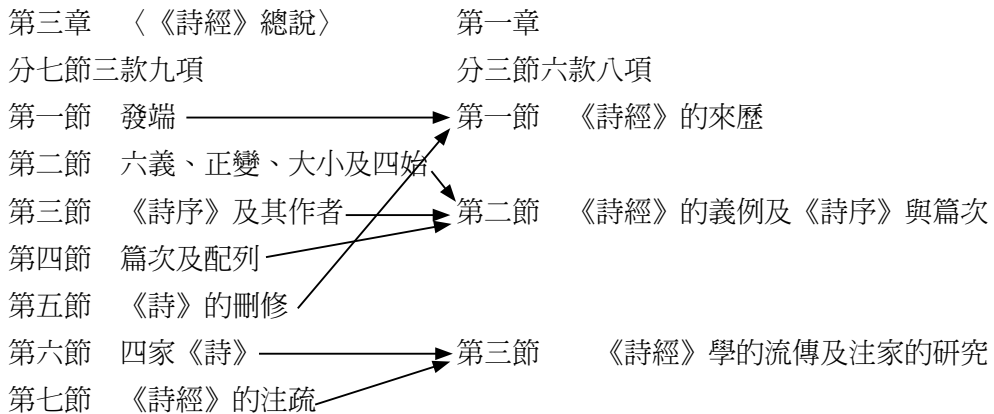 第三章　〈《詩經》總說〉　　第一章
分七節三款九項　　分三節六款八項
第一節　發端　　第一節　《詩經》的來歷
第二節　六義、正變、大小及四始
第三節　《詩序》及其作者　　第二節　《詩經》的義例及《詩序》與篇次
第四節　篇次及配列
第五節　《詩》的刪修
第六節　四家《詩》　　第三節　　《詩經》學的流傳及注家的研究
第七節　《詩經》的注疏